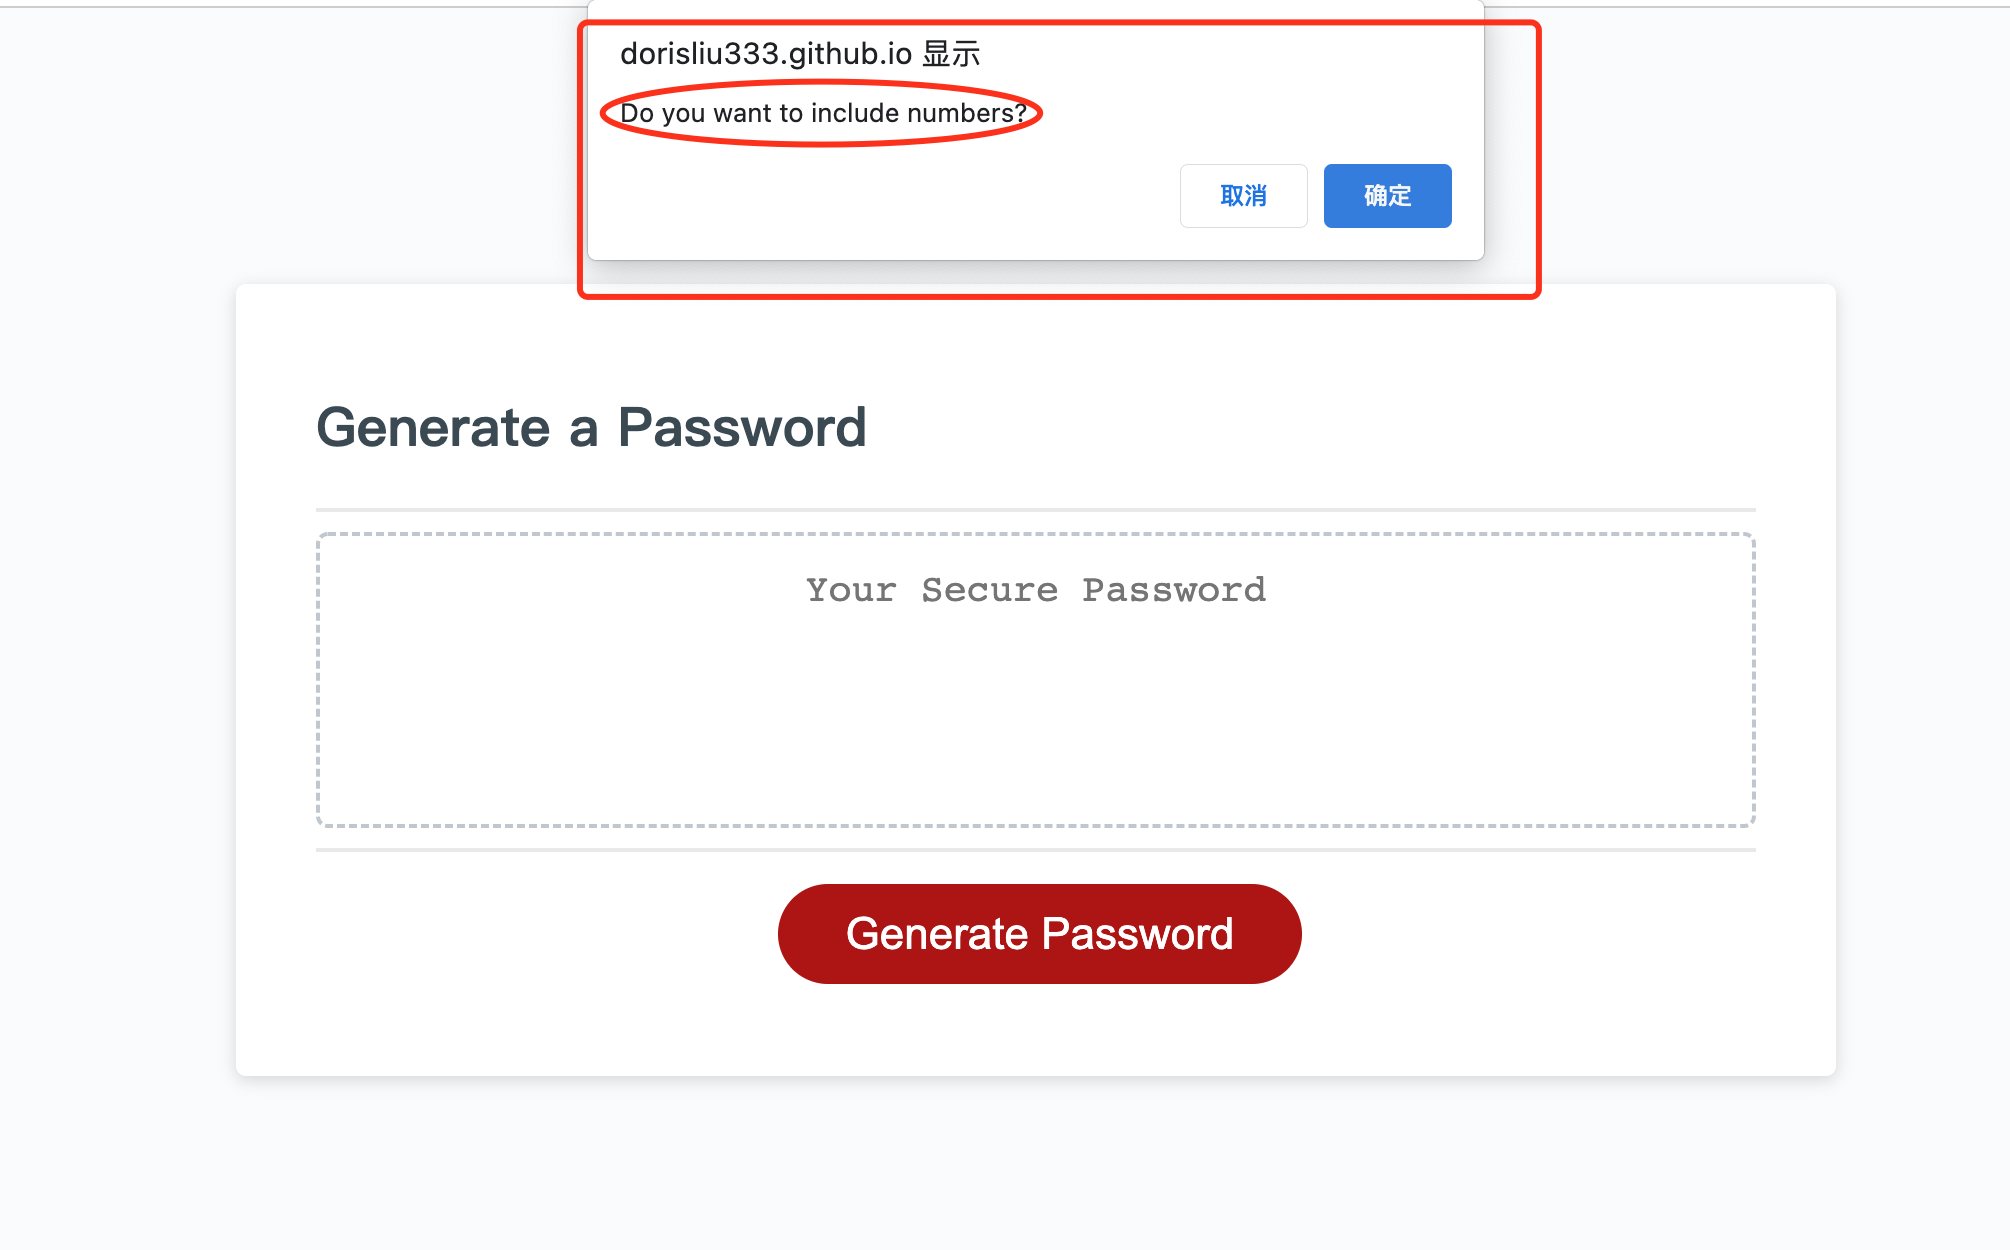 dorisliu333.github.io 显示
Do you want to include numbers?
取消
确定
Generate a Password
Your Secure Password
Generate Password